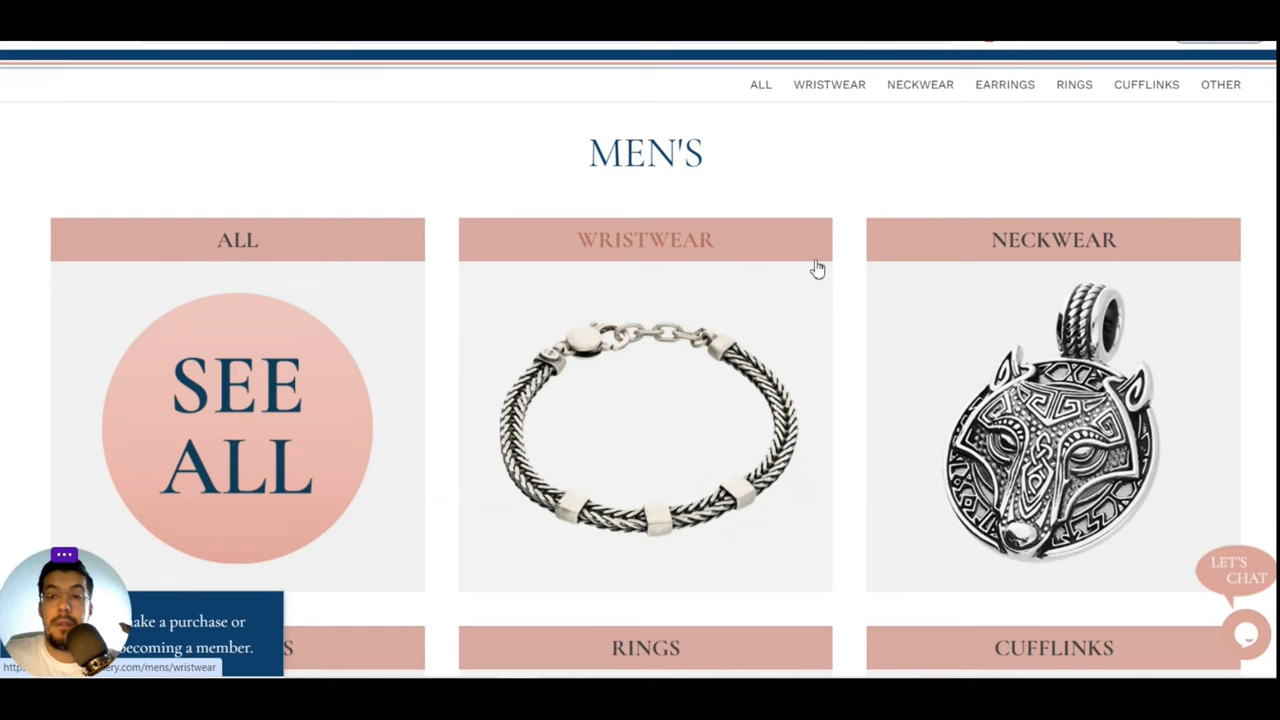 ALL WRISTWEAR NECKWEAR EARRINGS RINGS CUFFLINKS OTHER
MEN'S
ALL WRISTWEAR NECKWEAR
SEE
ALL
LET'S
CHAT
make a purchase or
becoming a member.
RINGS CUFFLINKS
ery.com/mens/wristwear